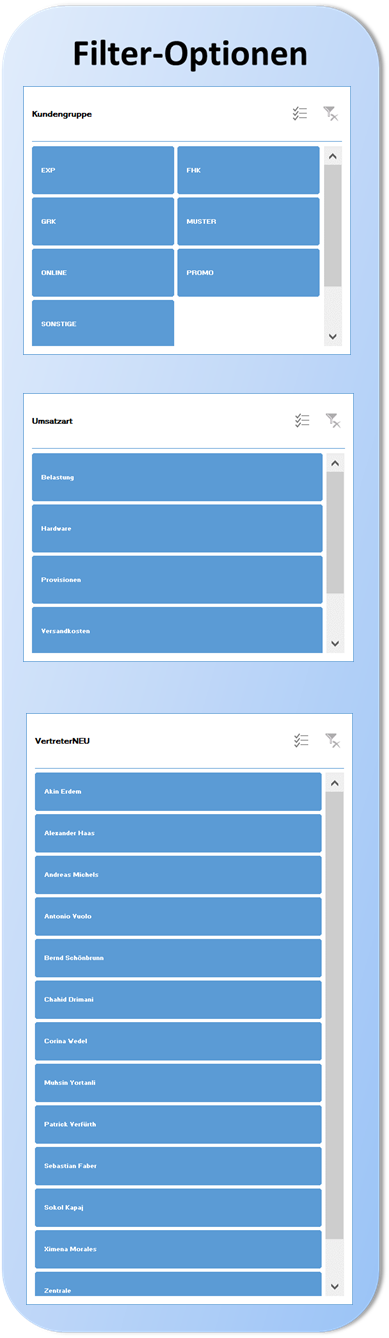 Filter-Optionen
Kundengruppe
EXP
FHK
GRK
MUSTER
ONLINE
PROMO
SONSTIGE
Umsatzart
Belastung
Hardware
Provisionen
Versandkosten
VertreterNEU
Akin Erdem
Alexander Haas
Andreas Michels
Antonio Vuolo
Bernd Schönbrunn
Chahid Drimani
Corina Wedel
Muhsin Yortanli
Patrick Verfürth
Sebastian Faber
Sokol Kapaj
Ximena Morales
Zentrale